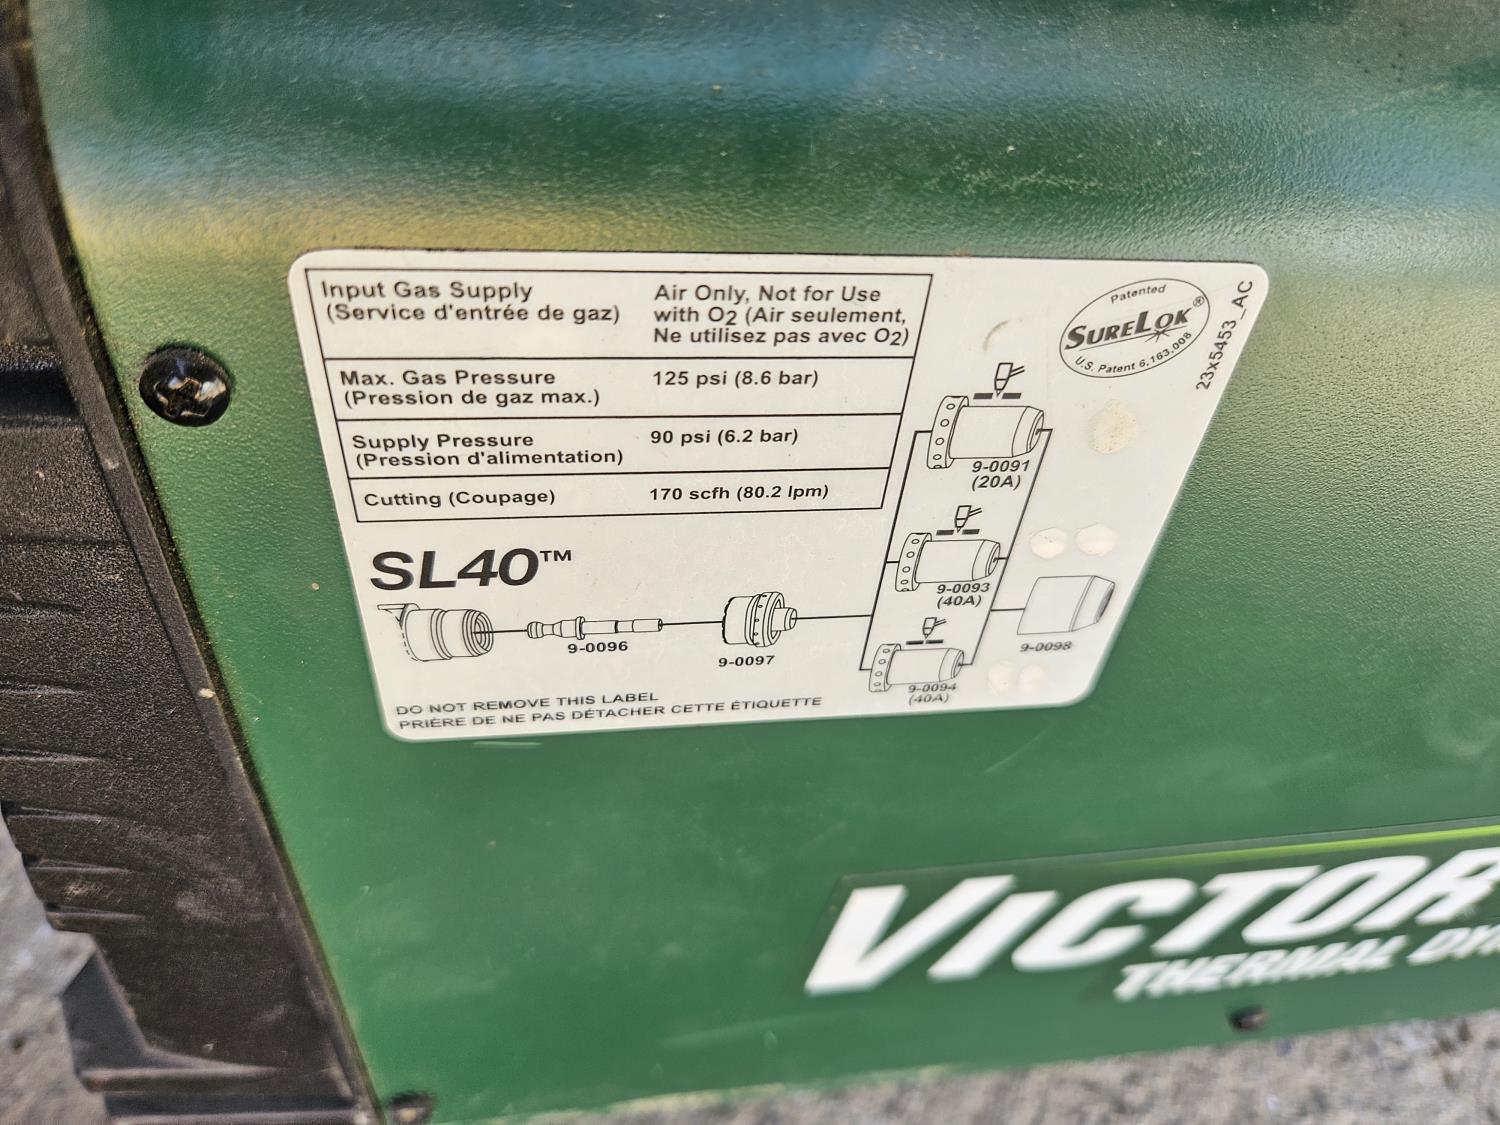 Input Gas Supply
(Service d'entrée de gaz)
Air Only, Not for Use
with O2 (Air seulement,
Ne utilisez pas avec O2)
Max. Gas Pressure
(Pression de gaz max.)
125 psi (8.6 bar)
Supply Pressure
(Pression d'alimentation)
90 psi (6.2 bar)
Cutting (Coupage)
170 scfh (80.2 lpm)
Patented
SURELOK®
U.S. Patent 6,163,008
23x5453_AC
SL40™
9-0096
9-0097
9-0091
(20A)
9-0093
(40A)
9-0094
(40A)
9-0098
DO NOT REMOVE THIS LABEL
PRIÈRE DE NE PAS DÉTACHER CETTE ÉTIQUETTE
VICTOR
THERMAL DY